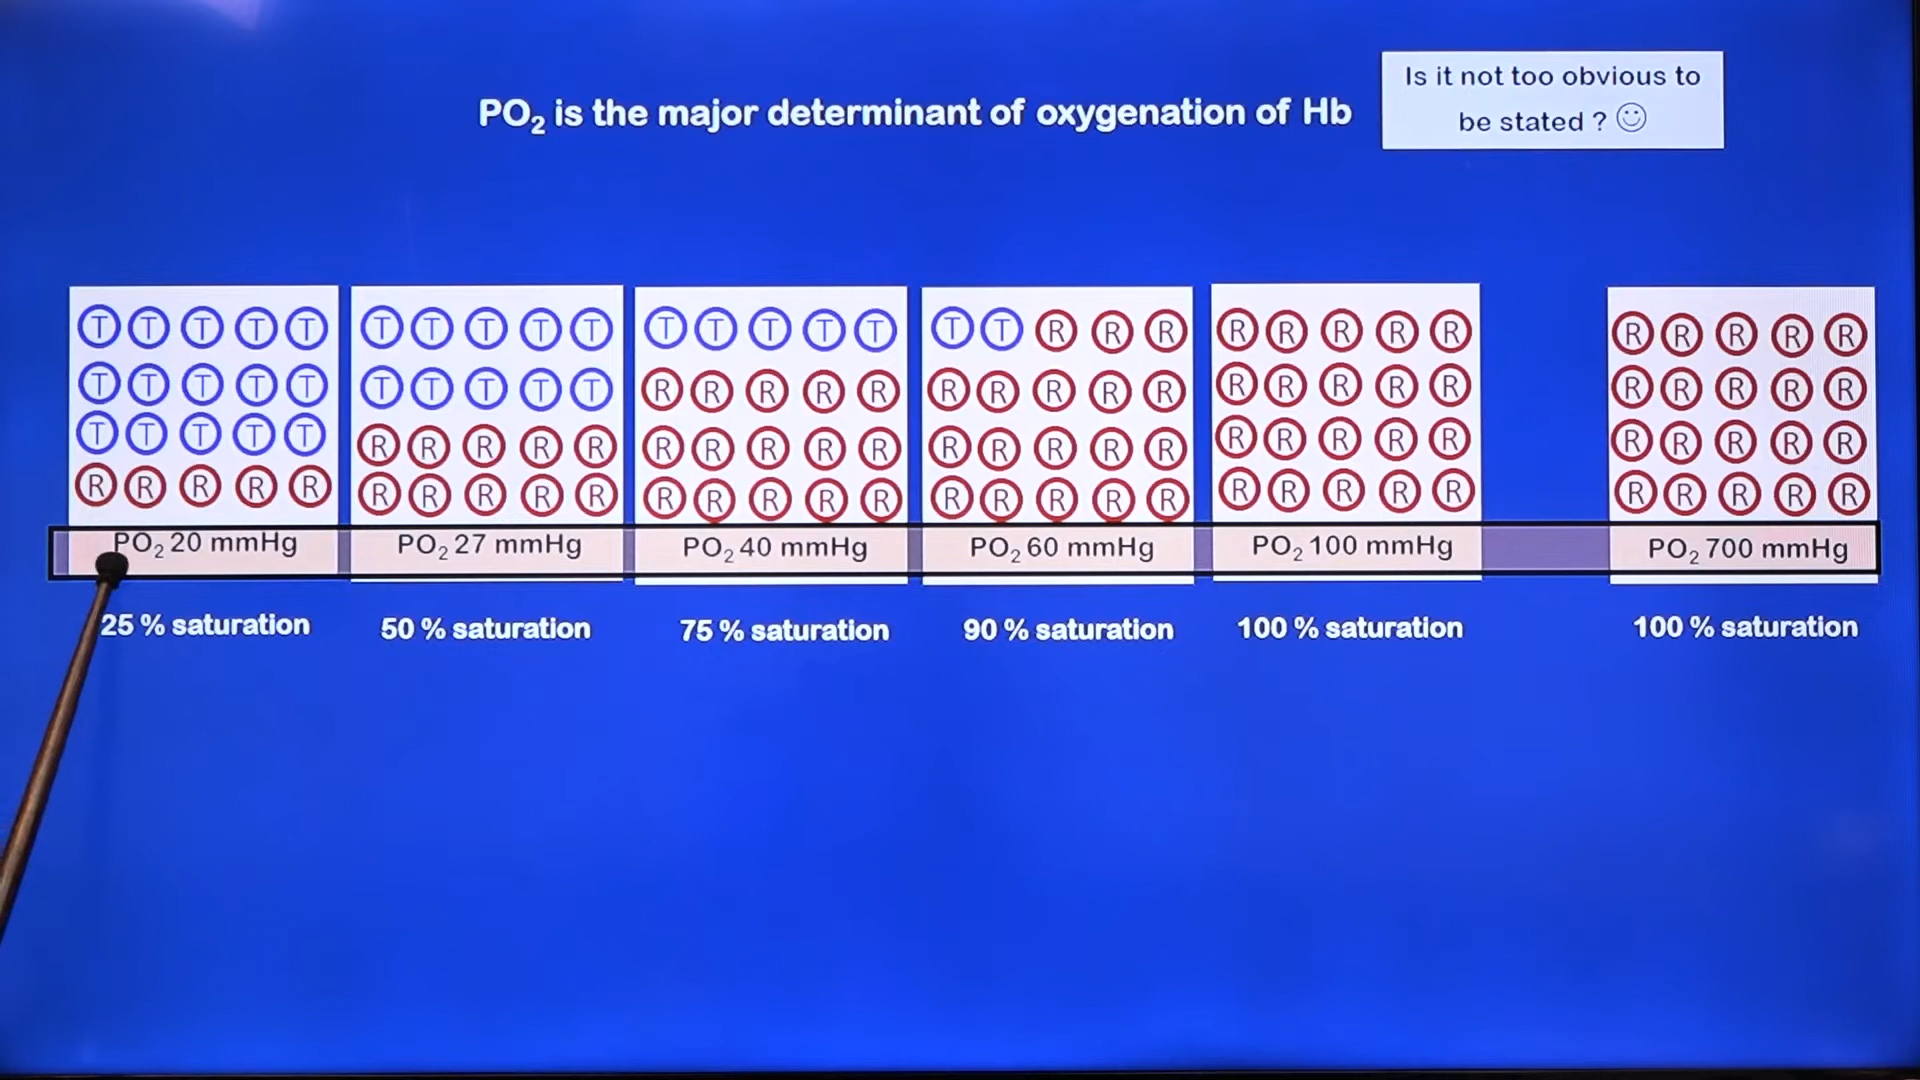 PO₂ is the major determinant of oxygenation of Hb
Is it not too obvious to
be stated ? ☺
T T T T T
T T T T T
T T T T T
R R R R R
PO₂ 20 mmHg
25 % saturation
T T T T T
T T T T T
R R R R R
R R R R R
PO₂ 27 mmHg
50 % saturation
T T T T T
R R R R R
R R R R R
R R R R R
PO₂ 40 mmHg
75 % saturation
T T R R R
R R R R R
R R R R R
R R R R R
PO₂ 60 mmHg
90 % saturation
R R R R R
R R R R R
R R R R R
R R R R R
PO₂ 100 mmHg
100 % saturation
R R R R R
R R R R R
R R R R R
R R R R R
PO₂ 700 mmHg
100 % saturation